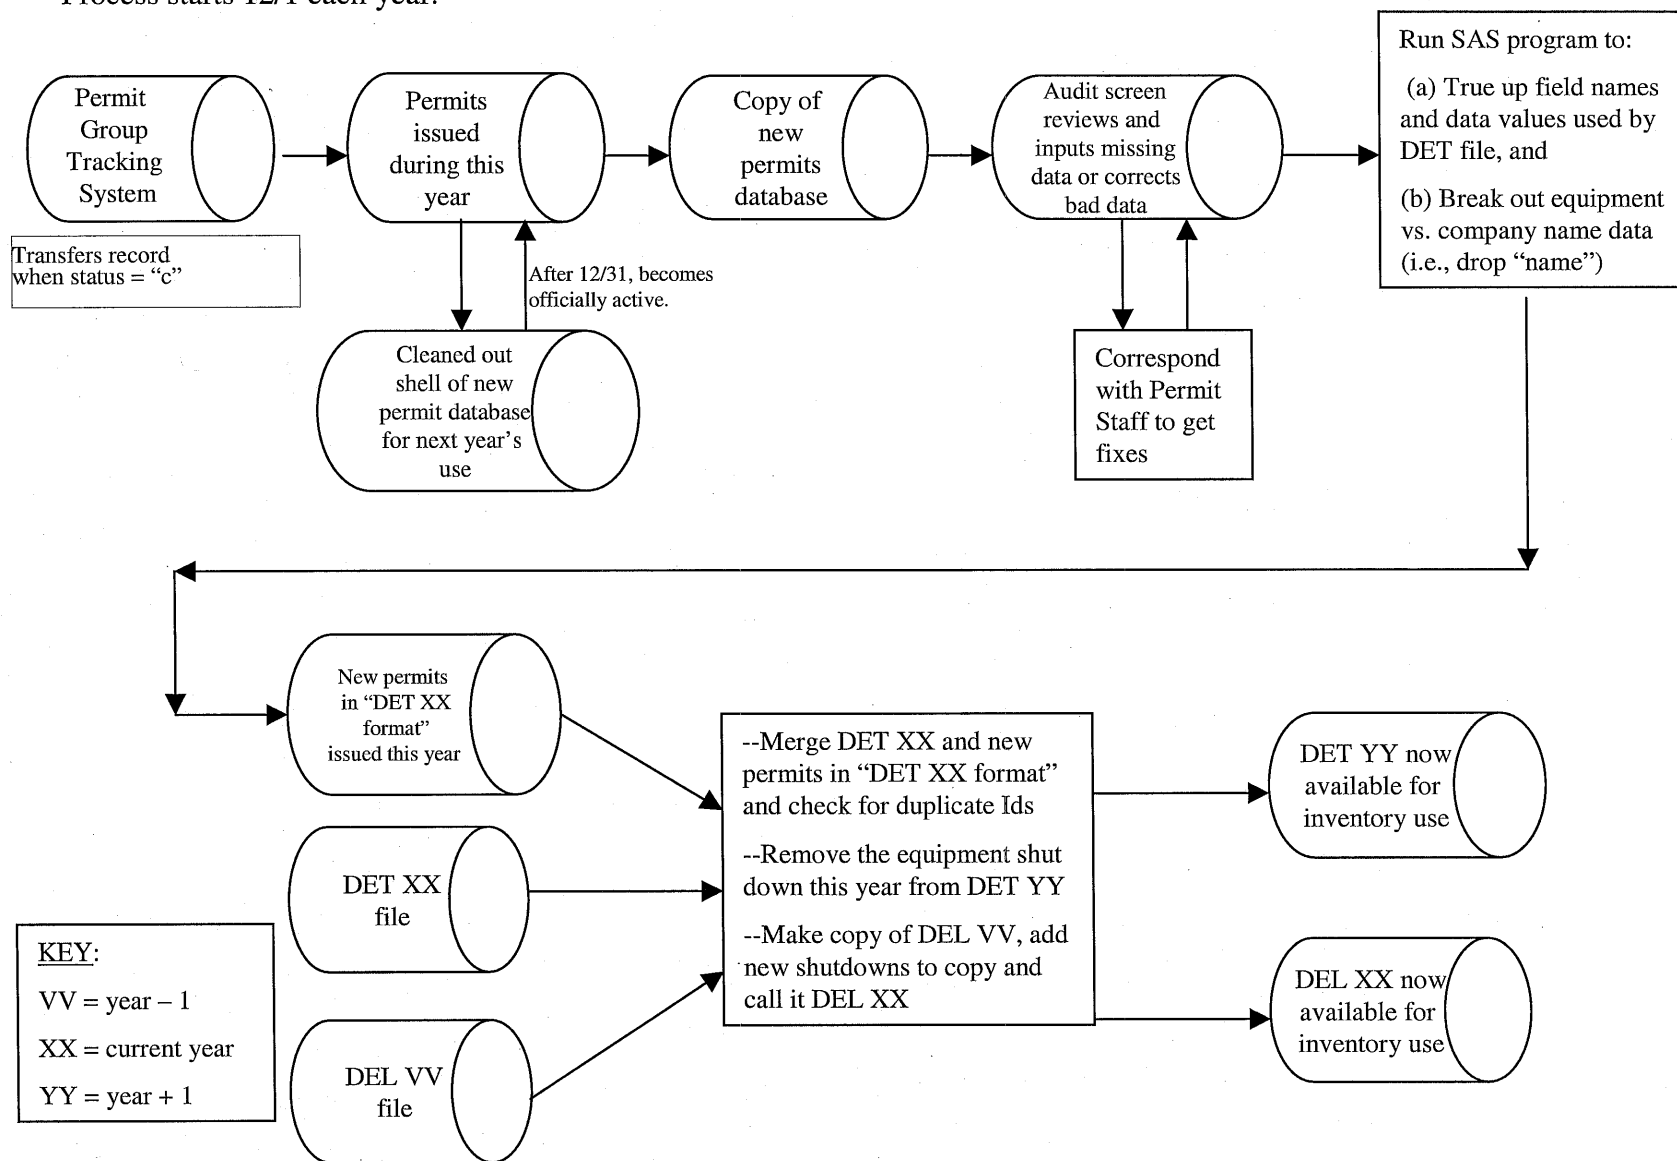 Process starts 12/1 each year.
Permit
Group
Tracking
System
Transfers record
when status = “c”
Permits
issued
during this
year
After 12/31, becomes
officially active.
Cleaned out
shell of new
permit database
for next year’s
use
Copy of
new
permits
database
Audit screen
reviews and
inputs missing
data or corrects
bad data
Correspond
with Permit
Staff to get
fixes
Run SAS program to:
(a) True up field names
and data values used by
DET file, and
(b) Break out equipment
vs. company name data
(i.e., drop “name”)
New permits
in “DET XX
format”
issued this year
DET XX
file
DEL VV
file
--Merge DET XX and new
permits in “DET XX format”
and check for duplicate Ids
--Remove the equipment shut
down this year from DET YY
--Make copy of DEL VV, add
new shutdowns to copy and
call it DEL XX
DET YY now
available for
inventory use
DEL XX now
available for
inventory use
KEY:
VV = year – 1
XX = current year
YY = year + 1